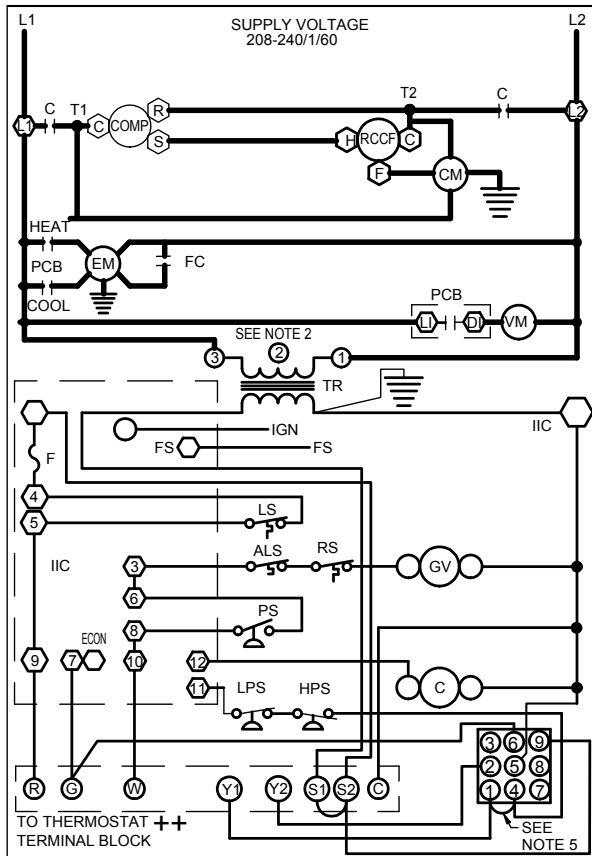 L1 SUPPLY VOLTAGE L2
208-240/1/60
C T1 T2 C
R
L1 C COMP L2
S H RCCF C
F CM
HEAT
PCB EM FC
COOL
PCB
LI DI VM
SEE NOTE 2
3 2 1
TR
IGN IIC
FS FS
F
4
5 LS
IIC ALS RS
3 GV
6
PS
8
ECON
9 7 10 12
C
11 LPS HPS
3 6 9
2 5 8
1 4 7
R G W Y1 Y2 S1 S2 C
TO THERMOSTAT ++
TERMINAL BLOCK
SEE
NOTE 5